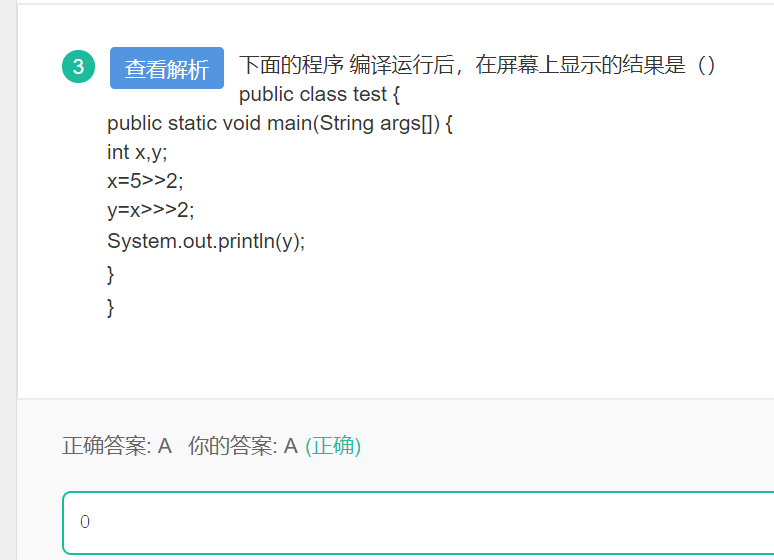 3 查看解析 下面的程序 编译运行后，在屏幕上显示的结果是（）
public class test {
public static void main(String args[]) {
int x,y;
x=5>>2;
y=x>>>2;
System.out.println(y);
}
}
正确答案: A 你的答案: A (正确)
0